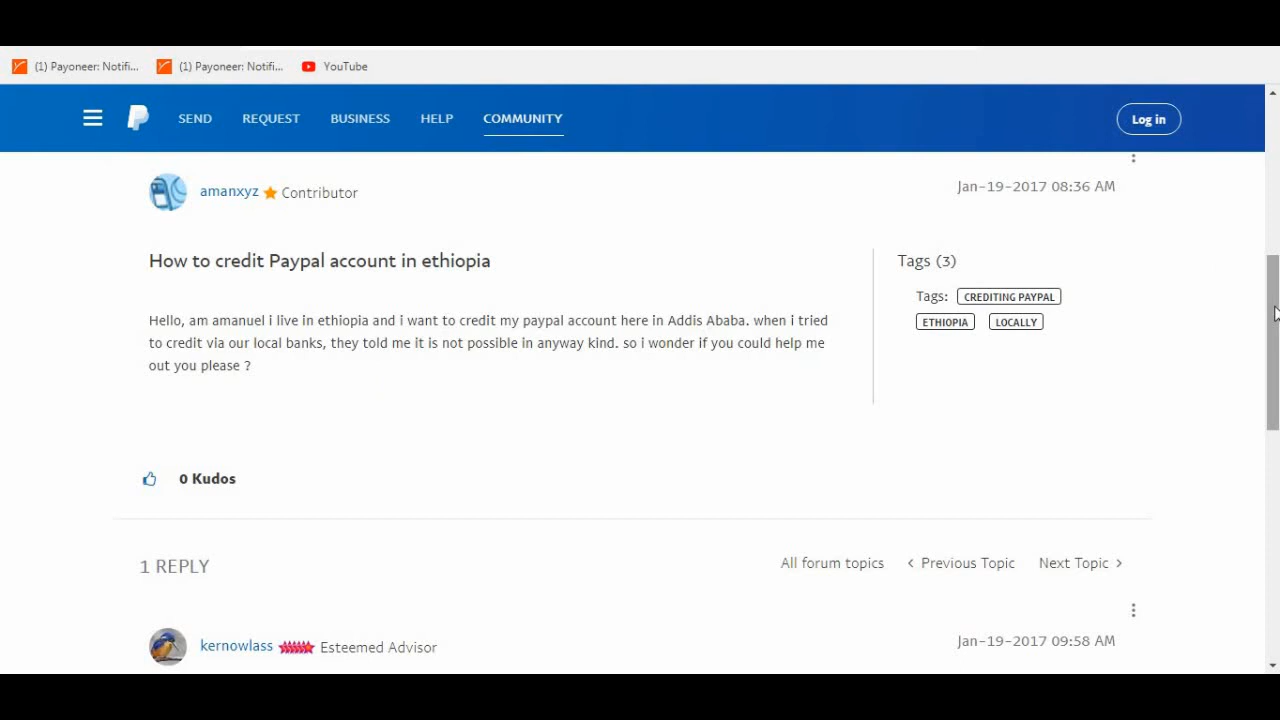 (1) Payoneer: Notifi... (1) Payoneer: Notifi... YouTube
SEND REQUEST BUSINESS HELP COMMUNITY Log in
amanxyz Contributor Jan-19-2017 08:36 AM
How to credit Paypal account in ethiopia
Hello, am amanuel i live in ethiopia and i want to credit my paypal account here in Addis Ababa. when i tried
to credit via our local banks, they told me it is not possible in anyway kind. so i wonder if you could help me
out you please ?
Tags (3)
Tags: CREDITING PAYPAL
ETHIOPIA LOCALLY
0 Kudos
1 REPLY All forum topics Previous Topic Next Topic
kernowlass Esteemed Advisor Jan-19-2017 09:58 AM